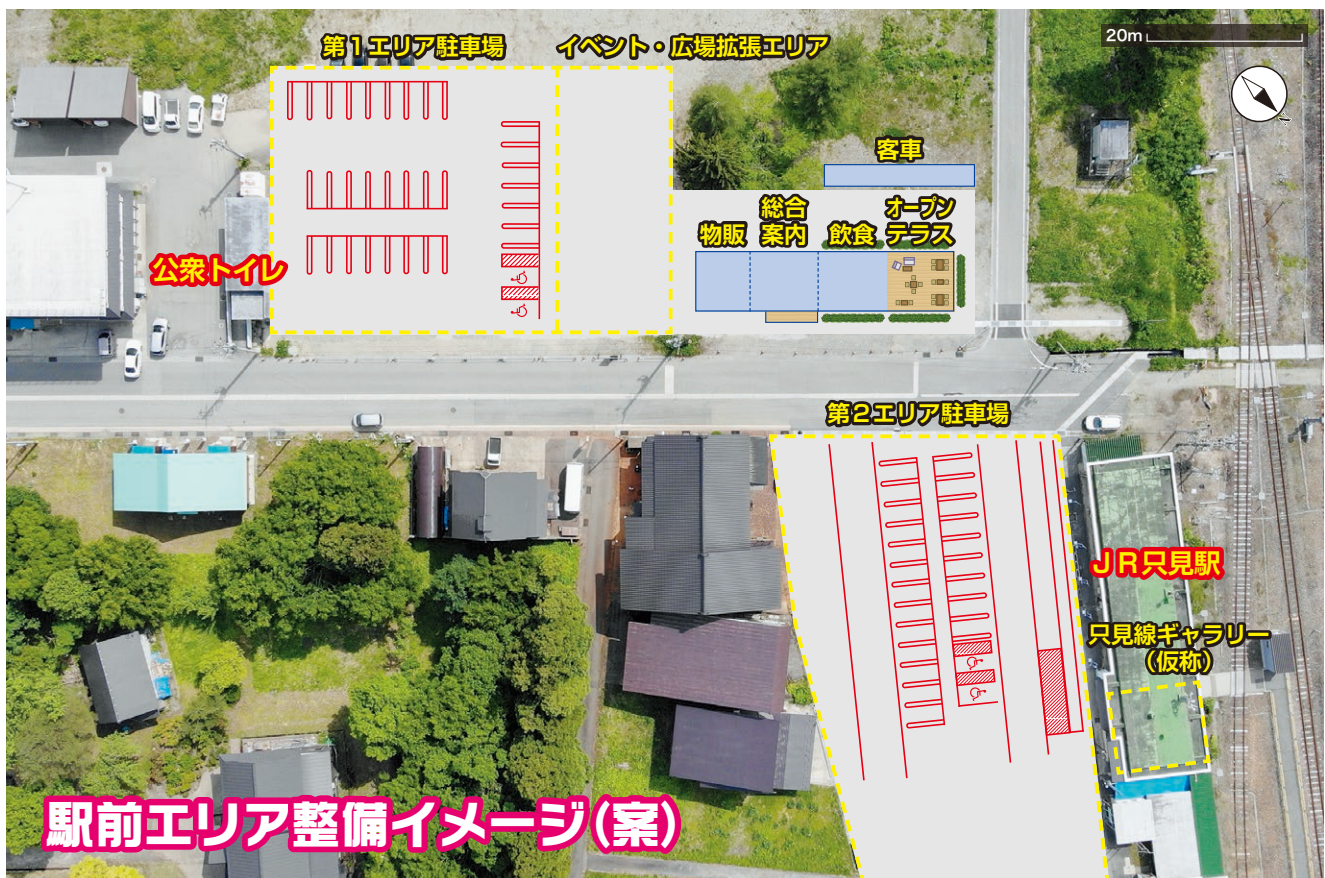 第1エリア駐車場
イベント・広場拡張エリア
20m
客車
総合
案内
オープン
テラス
物販
飲食
公衆トイレ
第2エリア駐車場
JR只見駅
只見線ギャラリー
(仮称)
駅前エリア整備イメージ(案)